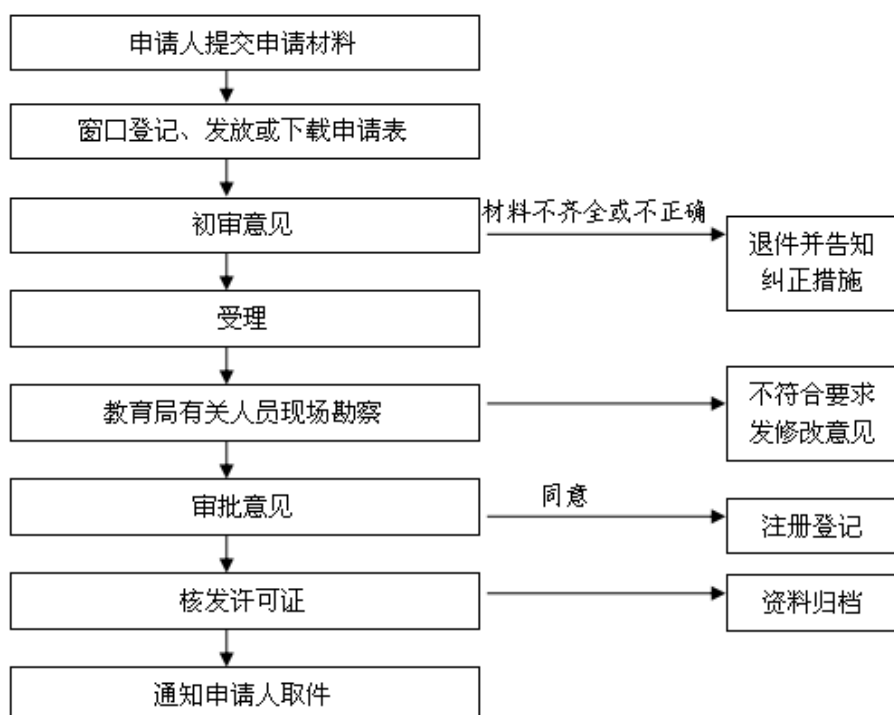 申请人提交申请材料
窗口登记、发放或下载申请表
初审意见
材料不齐全或不正确
退件并告知
纠正措施
受理
教育局有关人员现场勘察
不符合要求
发修改意见
审批意见
同意
注册登记
核发许可证
资料归档
通知申请人取件